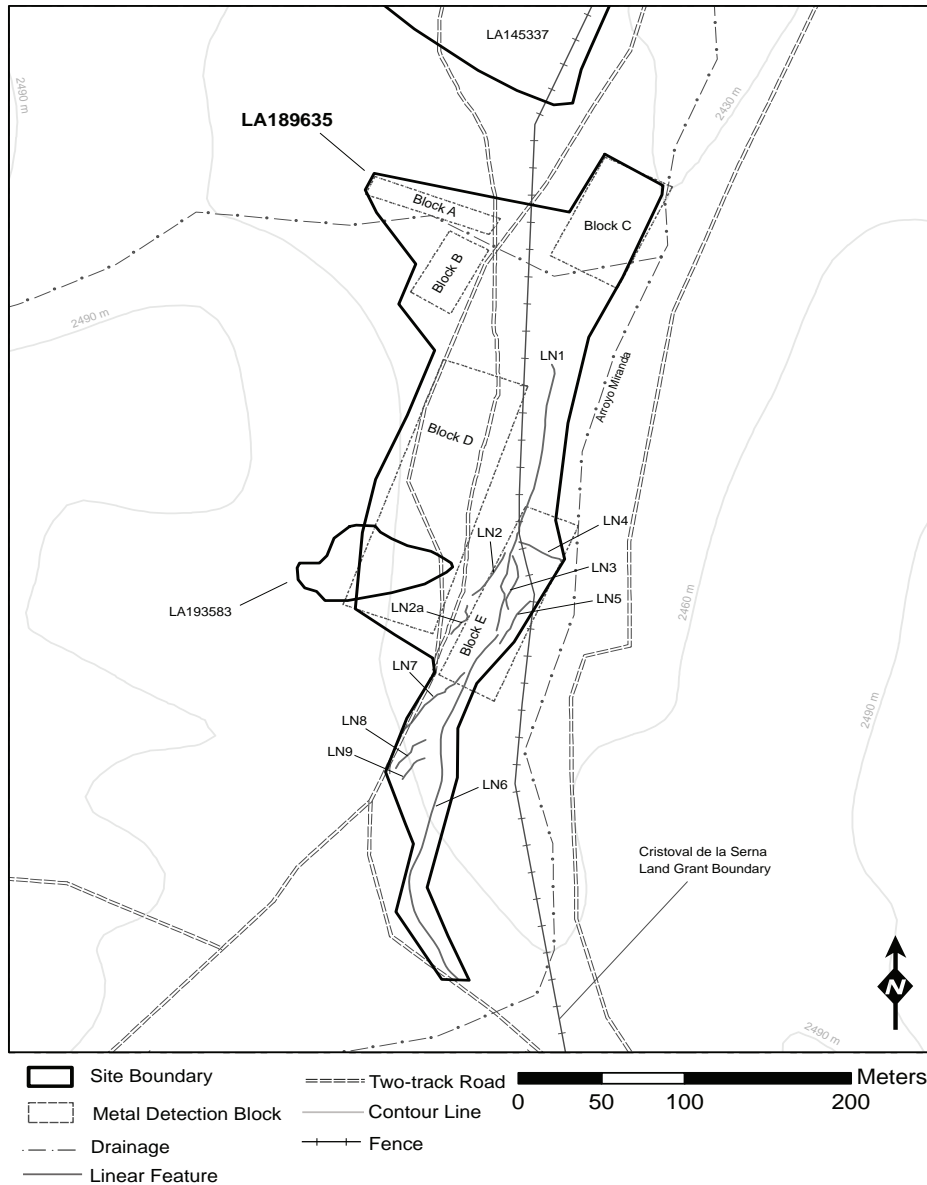 LA145337
2490 m
2430 m
LA189635
Block A
Block C
Block B
2490 m
LN1
Arroyo Miranda
Block D
LN2
LN4
LN3
LA193583
LN2a
LN5
2460 m
Block E
LN7
2490 m
LN8
LN9
LN6
Cristoval de la Serna
Land Grant Boundary
N
2490 m
Site Boundary
Metal Detection Block
Drainage
Linear Feature
Two-track Road
Contour Line
Fence
Meters
0 50 100 200